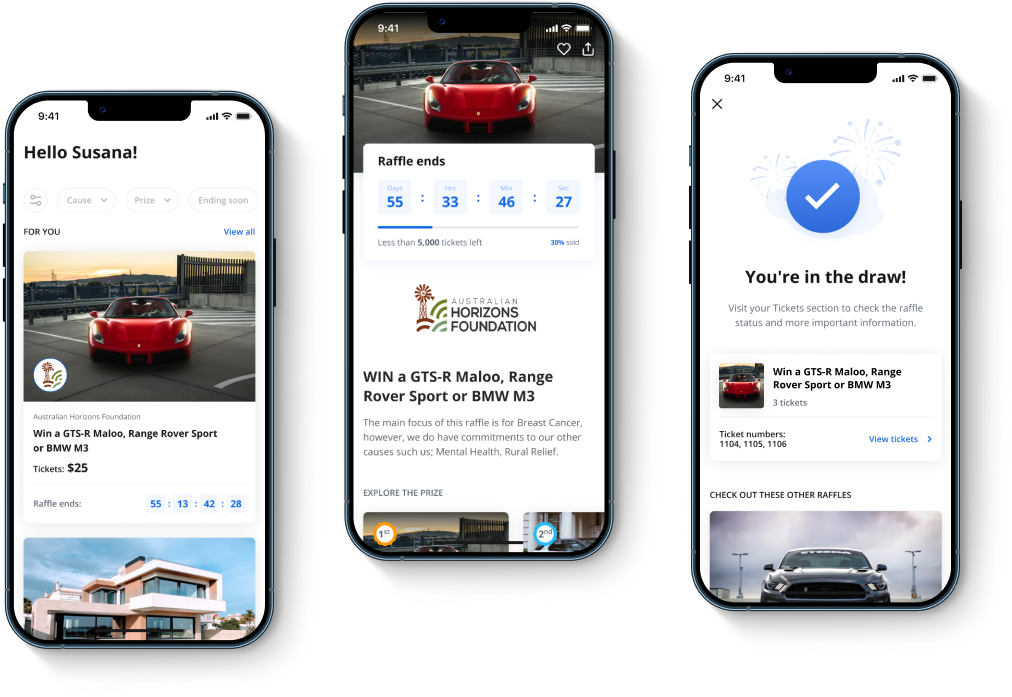 9:41
Hello Susana!
Cause
Prize
Ending soon
FOR YOU
View all
Australian Horizons Foundation
Win a GTS-R Maloo, Range Rover Sport
or BMW M3
Tickets: $25
Raffle ends:
55 : 13 : 42 : 28
9:41
Raffle ends
Days Hrs Min Sec
55 : 33 : 46 : 27
Less than 5,000 tickets left
30% sold
AUSTRALIAN
HORIZONS
FOUNDATION
WIN a GTS-R Maloo, Range
Rover Sport or BMW M3
The main focus of this raffle is for Breast Cancer,
however, we do have commitments to our other
causes such us; Mental Health, Rural Relief.
EXPLORE THE PRIZE
1st
2nd
9:41
You're in the draw!
Visit your Tickets section to check the raffle
status and more important information.
Win a GTS-R Maloo, Range
Rover Sport or BMW M3
3 tickets
Ticket numbers:
1104, 1105, 1106
View tickets
CHECK OUT THESE OTHER RAFFLES